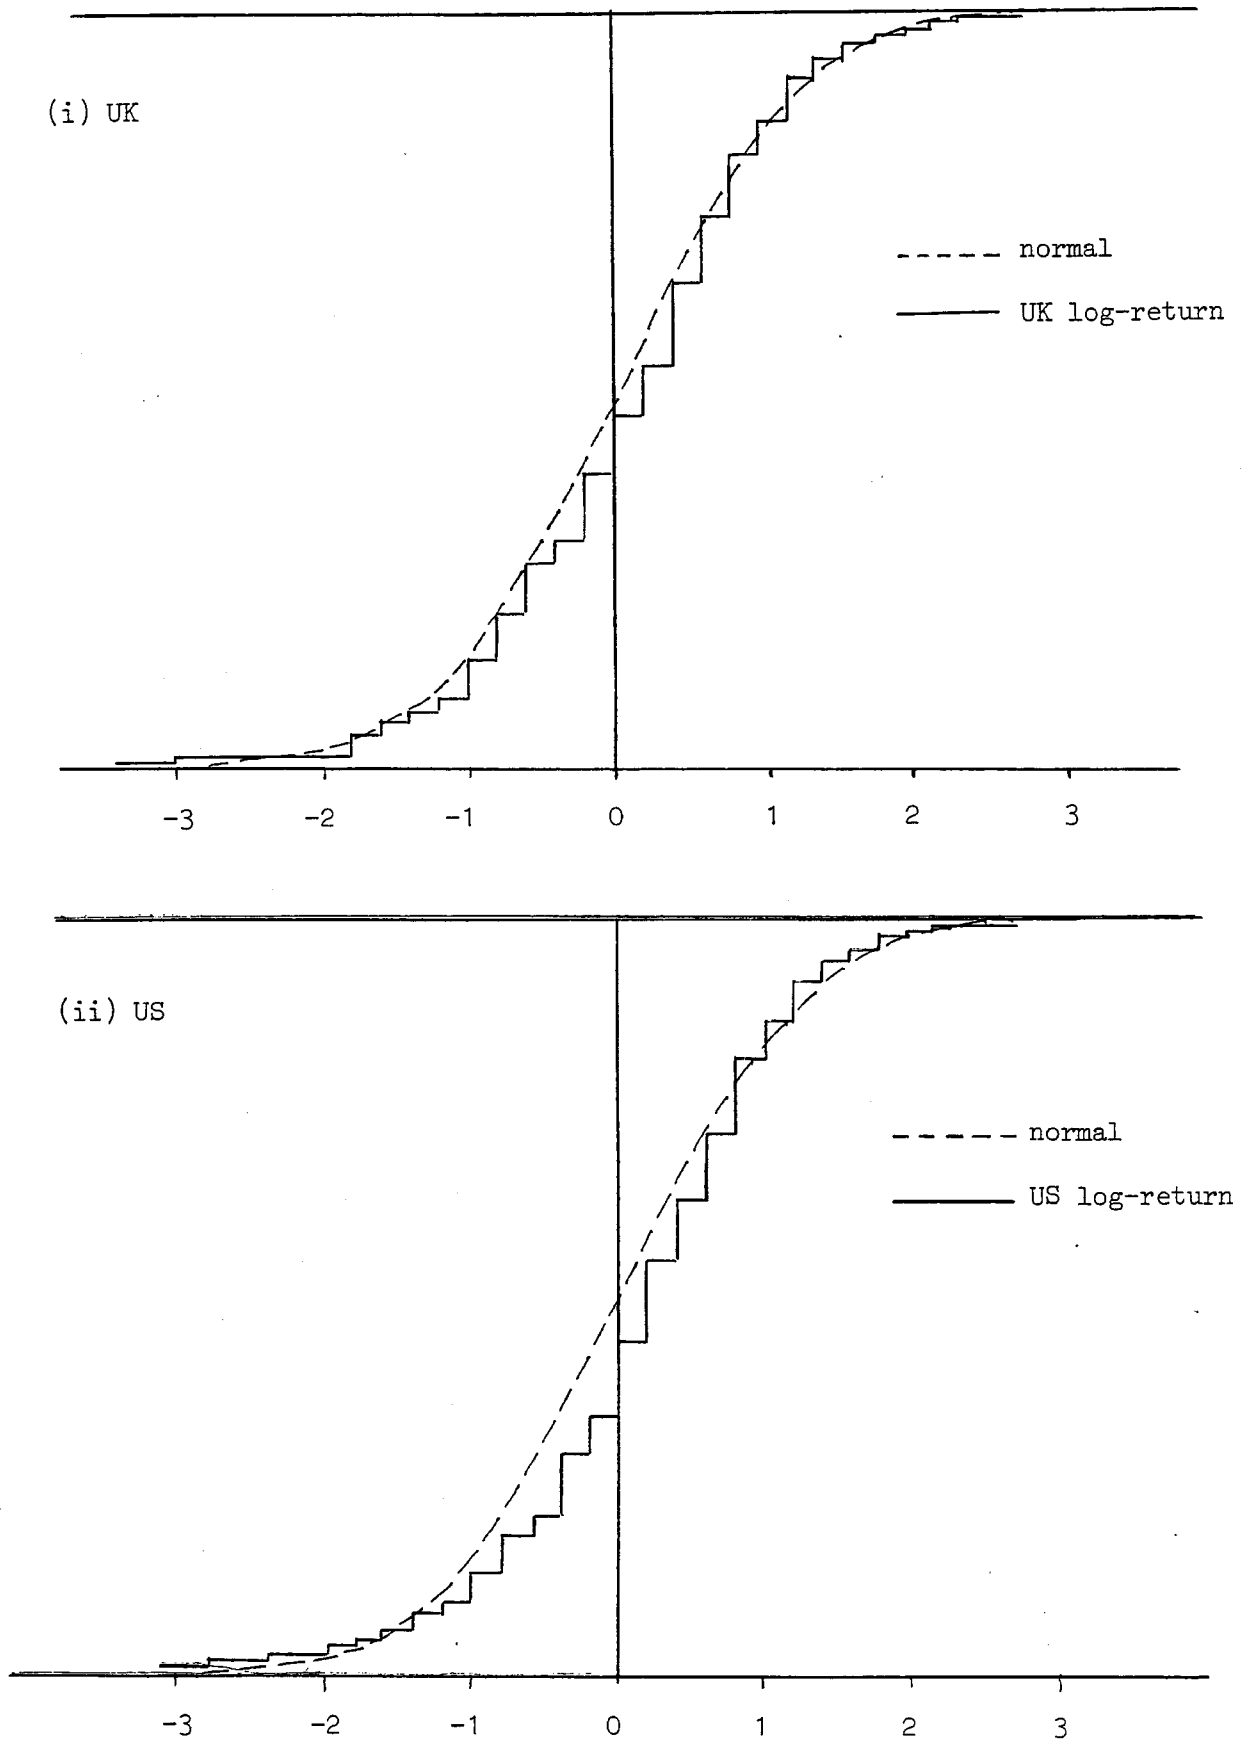 (i) UK
normal
UK log-return
-3 -2 -1 0 1 2 3
(ii) US
normal
US log-return
-3 -2 -1 0 1 2 3